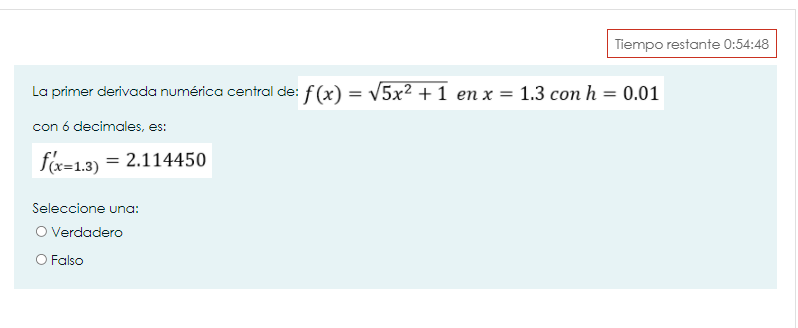 Tiempo restante 0:54:48
La primer derivada numérica central de: f(x) = √5x² + 1 en x = 1.3 con h = 0.01
con 6 decimales, es:
f′(x=1.3) = 2.114450
Seleccione una:
Verdadero
Falso